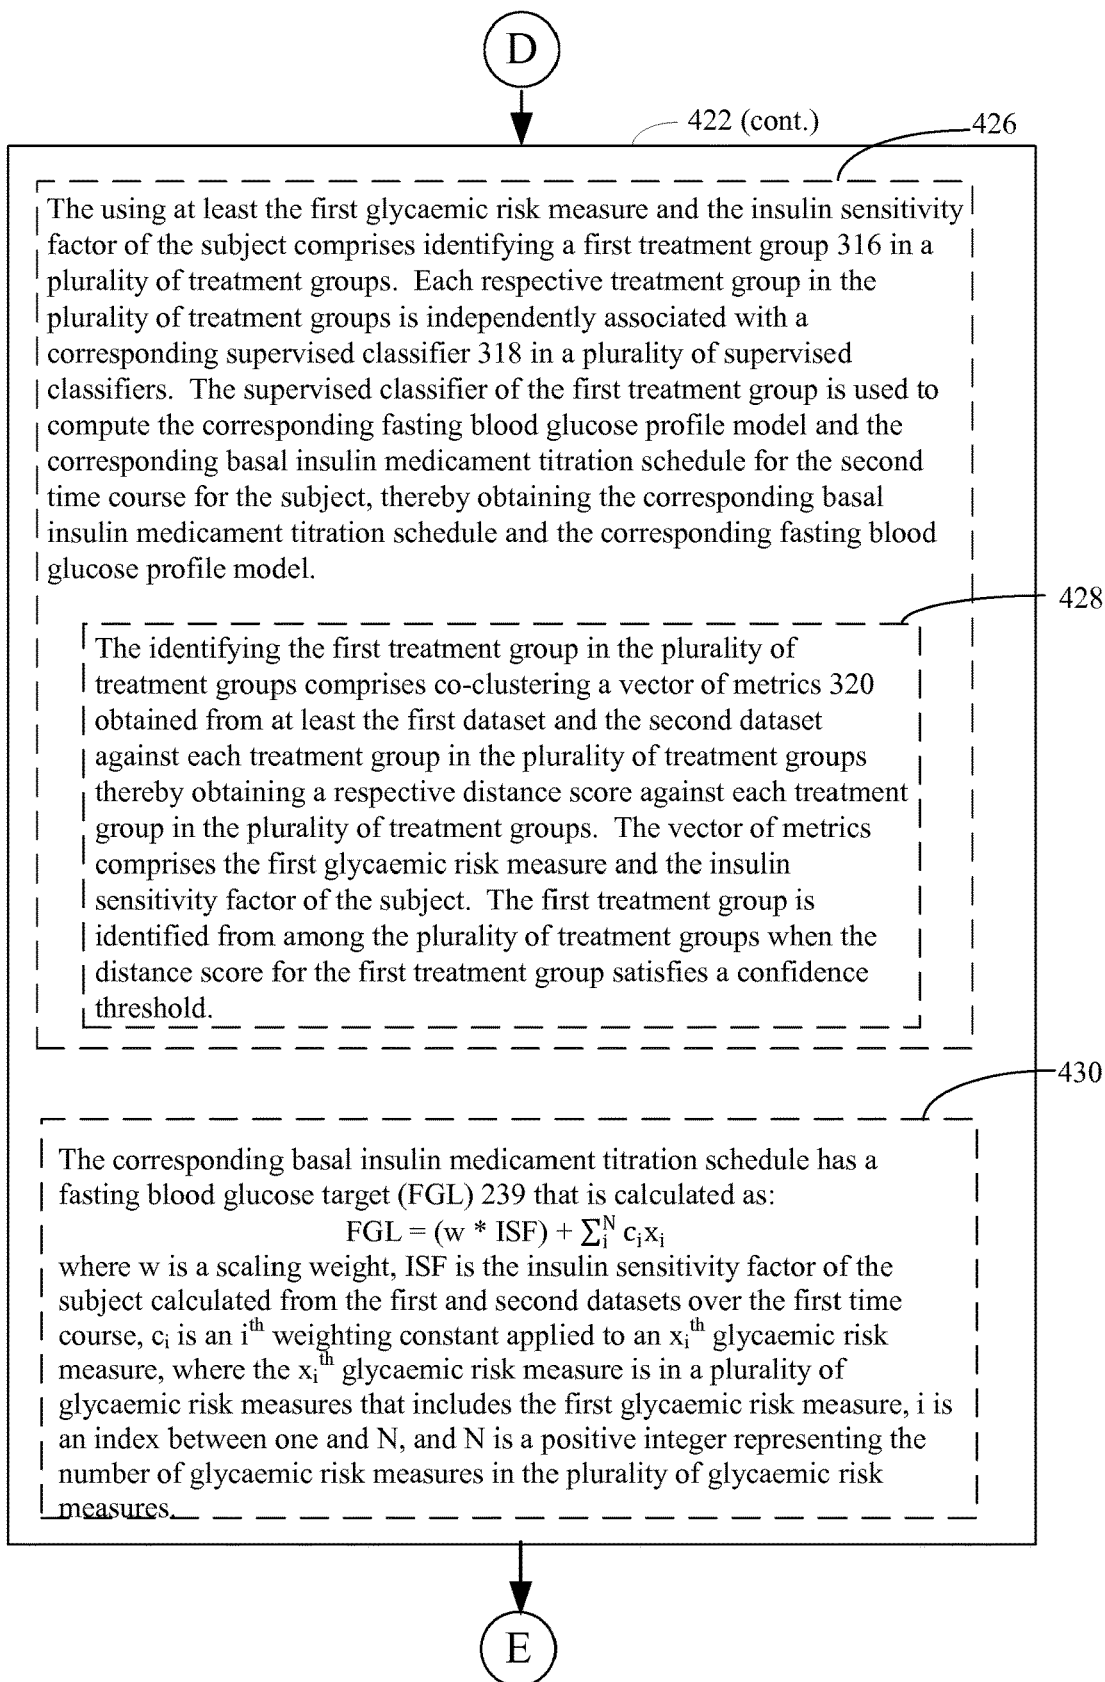 D
422 (cont.)
426
The using at least the first glycaemic risk measure and the insulin sensitivity
factor of the subject comprises identifying a first treatment group 316 in a
plurality of treatment groups.  Each respective treatment group in the
plurality of treatment groups is independently associated with a
corresponding supervised classifier 318 in a plurality of supervised
classifiers.  The supervised classifier of the first treatment group is used to
compute the corresponding fasting blood glucose profile model and the
corresponding basal insulin medicament titration schedule for the second
time course for the subject, thereby obtaining the corresponding basal
insulin medicament titration schedule and the corresponding fasting blood
glucose profile model.
428
The identifying the first treatment group in the plurality of
treatment groups comprises co-clustering a vector of metrics 320
obtained from at least the first dataset and the second dataset
against each treatment group in the plurality of treatment groups
thereby obtaining a respective distance score against each treatment
group in the plurality of treatment groups.  The vector of metrics
comprises the first glycaemic risk measure and the insulin
sensitivity factor of the subject.  The first treatment group is
identified from among the plurality of treatment groups when the
distance score for the first treatment group satisfies a confidence
threshold.
430
The corresponding basal insulin medicament titration schedule has a
fasting blood glucose target (FGL) 239 that is calculated as:
FGL = (w * ISF) + ∑ᵢᴺ cᵢxᵢ
where w is a scaling weight, ISF is the insulin sensitivity factor of the
subject calculated from the first and second datasets over the first time
course, cᵢ is an iᵗʰ weighting constant applied to an xᵢᵗʰ glycaemic risk
measure, where the xᵢᵗʰ glycaemic risk measure is in a plurality of
glycaemic risk measures that includes the first glycaemic risk measure, i is
an index between one and N, and N is a positive integer representing the
number of glycaemic risk measures in the plurality of glycaemic risk
measures.
E